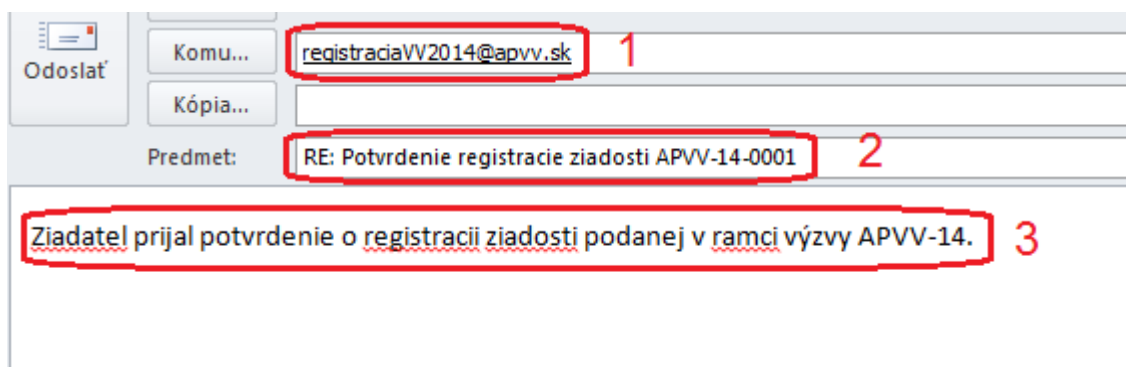 Komu... registraciaVV2014@apvv.sk 1
Odoslať
Kópia...
Predmet: RE: Potvrdenie registracie ziadosti APVV-14-0001 2
Ziadatel prijal potvrdenie o registracii ziadosti podanej v ramci výzvy APVV-14. 3